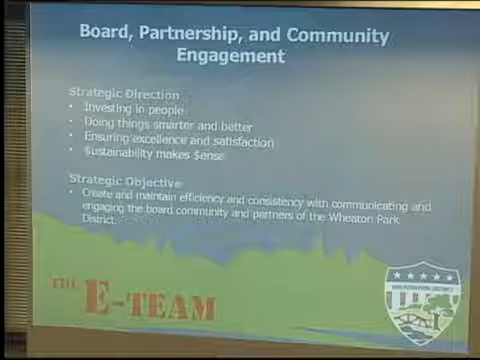 Board, Partnership, and Community
Engagement
Strategic Direction
• Investing in people
• Doing things smarter and better
• Ensuring excellence and satisfaction
• $ustainability makes $ense
Strategic Objective
• Create and maintain efficiency and consistency with communicating and
engaging the board community and partners of the Wheaton Park
District.
THE E-TEAM